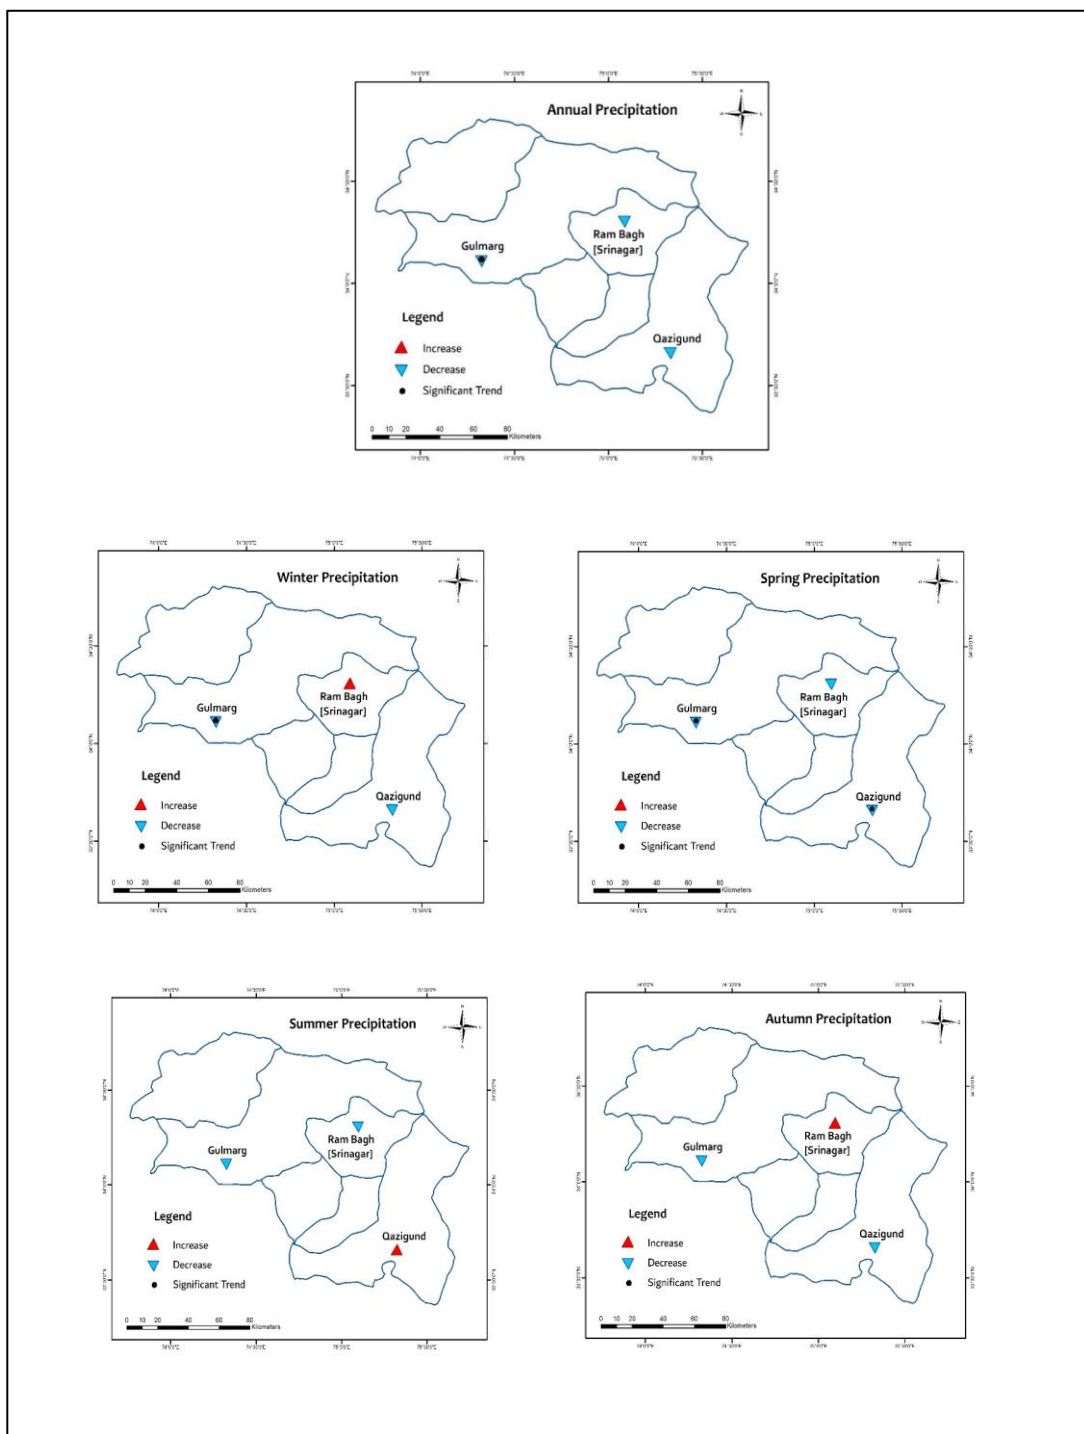 Annual Precipitation
Gulmarg
Ram Bagh
[Srinagar]
Qazigund
Legend
Increase
Decrease
Significant Trend
0 10 20 40 60 80
Kilometers
Winter Precipitation
Gulmarg
Ram Bagh
[Srinagar]
Qazigund
Legend
Increase
Decrease
Significant Trend
0 10 20 40 60 80
Kilometers
Spring Precipitation
Gulmarg
Ram Bagh
[Srinagar]
Qazigund
Legend
Increase
Decrease
Significant Trend
0 10 20 40 60 80
Kilometers
Summer Precipitation
Gulmarg
Ram Bagh
[Srinagar]
Qazigund
Legend
Increase
Decrease
Significant Trend
0 10 20 40 60 80
Kilometers
Autumn Precipitation
Gulmarg
Ram Bagh
[Srinagar]
Qazigund
Legend
Increase
Decrease
Significant Trend
0 10 20 40 60 80
Kilometers